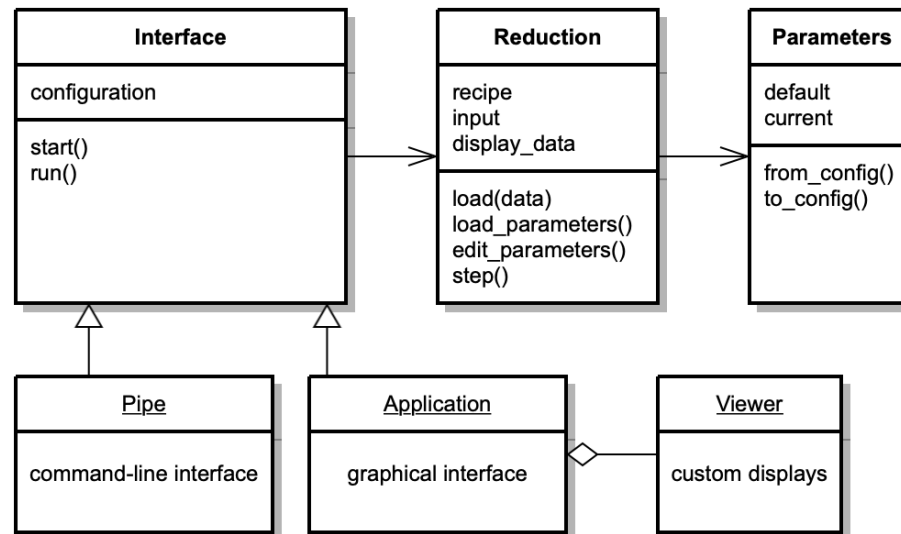 Interface
configuration
start()
run()
Reduction
recipe
input
display_data
load(data)
load_parameters()
edit_parameters()
step()
Parameters
default
current
from_config()
to_config()
Pipe
command-line interface
Application
graphical interface
Viewer
custom displays